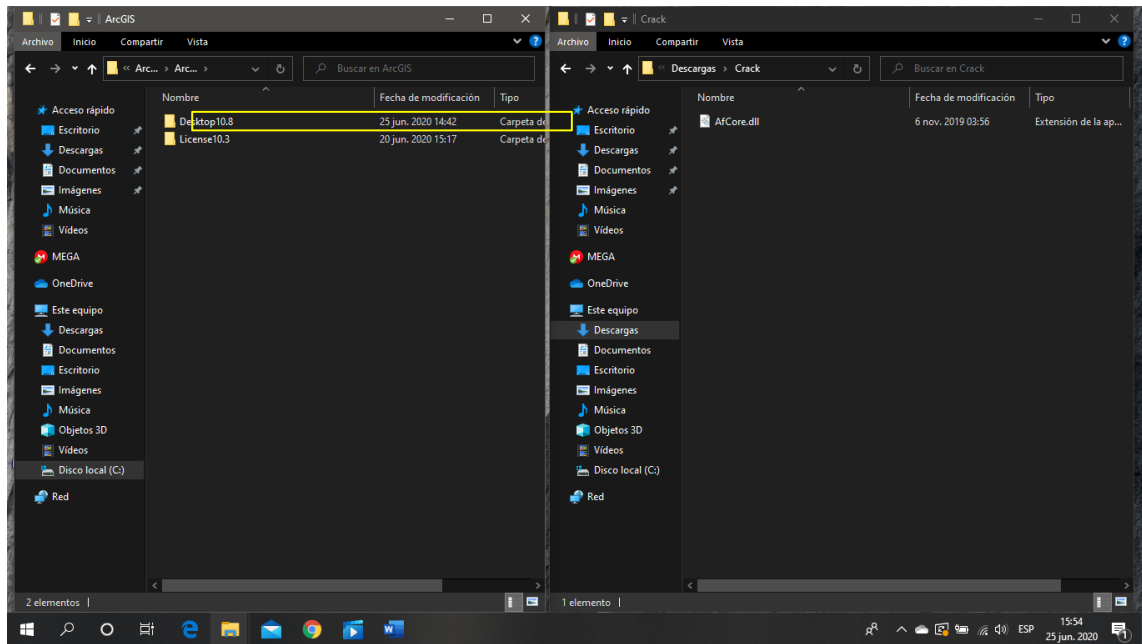 ArcGIS
Archivo Inicio Compartir Vista
« Arc... › Arc... ›
Buscar en ArcGIS
Nombre Fecha de modificación Tipo
Acceso rápido
Escritorio
Descargas
Documentos
Imágenes
Música
Vídeos
MEGA
OneDrive
Este equipo
Descargas
Documentos
Escritorio
Imágenes
Música
Objetos 3D
Vídeos
Disco local (C:)
Red
Desktop10.8 25 jun. 2020 14:42 Carpeta de
License10.3 20 jun. 2020 15:17 Carpeta de
2 elementos
Crack
Archivo Inicio Compartir Vista
« Descargas › Crack
Buscar en Crack
Nombre Fecha de modificación Tipo
Acceso rápido
Escritorio
Descargas
Documentos
Imágenes
Música
Vídeos
MEGA
OneDrive
Este equipo
Descargas
Documentos
Escritorio
Imágenes
Música
Objetos 3D
Vídeos
Disco local (C:)
Red
AfCore.dll 6 nov. 2019 03:56 Extensión de la ap...
1 elemento
ESP
15:54
25 jun. 2020